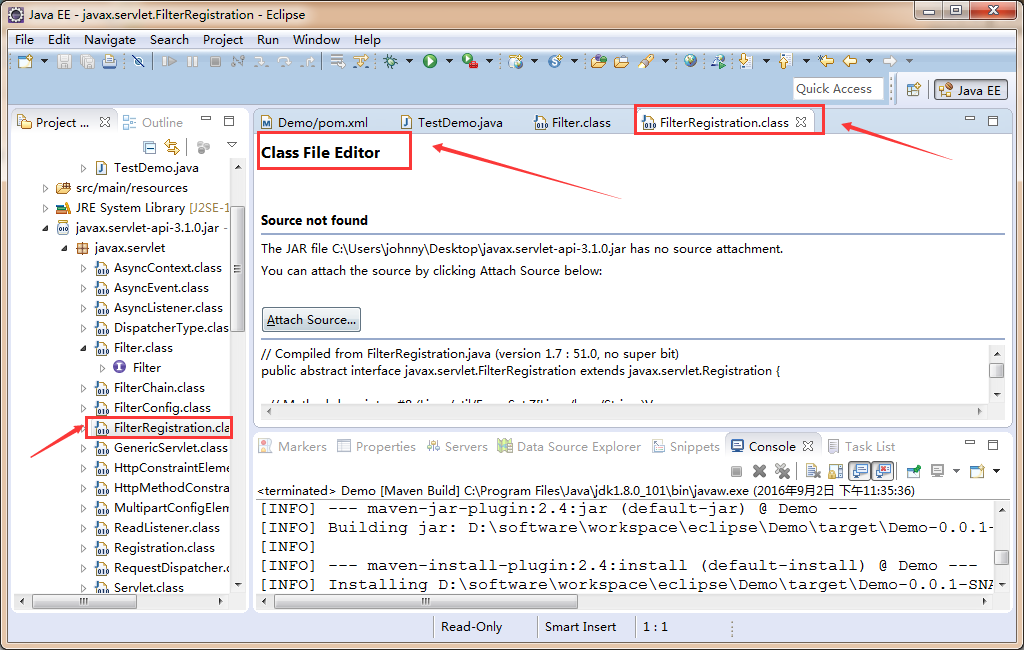 Java EE - javax.servlet.FilterRegistration - Eclipse
File Edit Navigate Search Project Run Window Help
Quick Access
Java EE
Project ...
Outline
TestDemo.java
src/main/resources
JRE System Library [J2SE-1
javax.servlet-api-3.1.0.jar -
javax.servlet
AsyncContext.class
AsyncEvent.class
AsyncListener.class
DispatcherType.clas
Filter.class
Filter
FilterChain.class
FilterConfig.class
FilterRegistration.cla
GenericServlet.class
HttpConstraintEleme
HttpMethodConstra
MultipartConfigElem
ReadListener.class
Registration.class
RequestDispatcher.c
Servlet.class
Demo/pom.xml
TestDemo.java
Filter.class
FilterRegistration.class
Class File Editor
Source not found
The JAR file C:\Users\johnny\Desktop\javax.servlet-api-3.1.0.jar has no source attachment.
You can attach the source by clicking Attach Source below:
Attach Source...
// Compiled from FilterRegistration.java (version 1.7 : 51.0, no super bit)
public abstract interface javax.servlet.FilterRegistration extends javax.servlet.Registration {
Markers
Properties
Servers
Data Source Explorer
Snippets
Console
Task List
<terminated> Demo [Maven Build] C:\Program Files\Java\jdk1.8.0_101\bin\javaw.exe (2016年9月2日 下午11:35:36)
[INFO] --- maven-jar-plugin:2.4:jar (default-jar) @ Demo ---
[INFO] Building jar: D:\software\workspace\eclipse\Demo\target\Demo-0.0.1-
[INFO]
[INFO] --- maven-install-plugin:2.4:install (default-install) @ Demo ---
[INFO] Installing D:\software\workspace\eclipse\Demo\target\Demo-0.0.1-SNA
Read-Only
Smart Insert
1 : 1